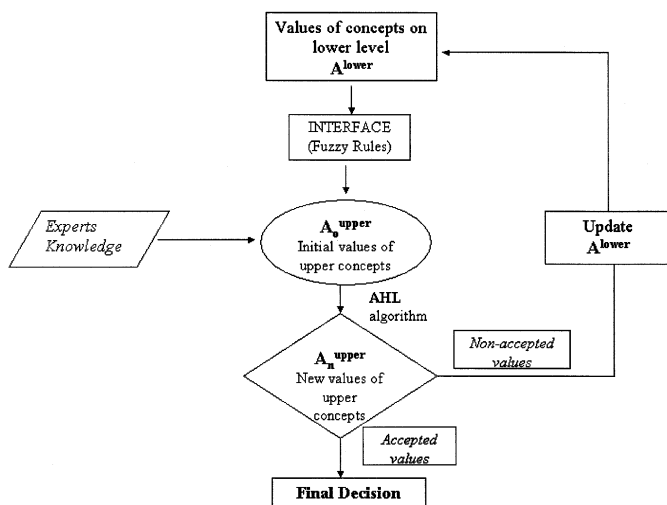 Values of concepts on
lower level
A^lower
INTERFACE
(Fuzzy Rules)
Experts
Knowledge
A_o^upper
Initial values of
upper concepts
Update
A^lower
AHL
algorithm
A_n^upper
New values of
upper
concepts
Non-accepted
values
Accepted
values
Final Decision